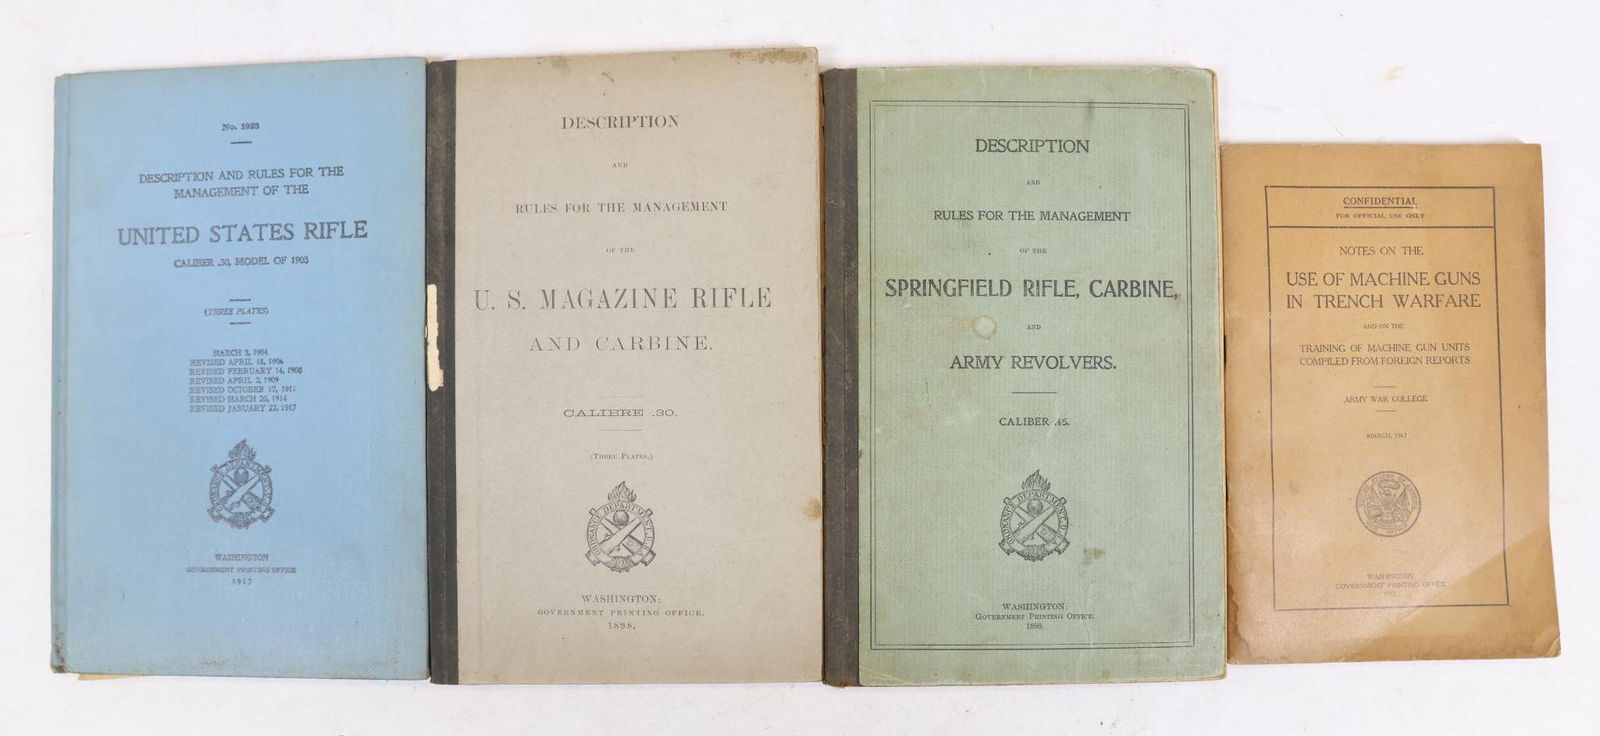 No. 1923
DESCRIPTION AND RULES FOR THE
MANAGEMENT OF THE
UNITED STATES RIFLE
CALIBER .30, MODEL OF 1903
(THREE PLATES)
MARCH 3, 1904
REVISED APRIL 18, 1906
REVISED FEBRUARY 14, 1908
REVISED APRIL 2, 1909
REVISED OCTOBER 17, 1911
REVISED MARCH 20, 1914
REVISED JANUARY 22, 1917
ORDNANCE DEPARTMENT, U.S.A.
WASHINGTON
GOVERNMENT PRINTING OFFICE
1917
DESCRIPTION
AND
RULES FOR THE MANAGEMENT
OF THE
U. S. MAGAZINE RIFLE
AND CARBINE.
CALIBRE .30.
(THREE PLATES.)
ORDNANCE DEPARTMENT, U.S.A.
WASHINGTON:
GOVERNMENT PRINTING OFFICE.
1898.
DESCRIPTION
AND
RULES FOR THE MANAGEMENT
OF THE
SPRINGFIELD RIFLE, CARBINE,
AND
ARMY REVOLVERS.
CALIBER .45.
ORDNANCE DEPARTMENT, U.S.A.
WASHINGTON:
GOVERNMENT PRINTING OFFICE.
1898.
CONFIDENTIAL
FOR OFFICIAL USE ONLY
NOTES ON THE
USE OF MACHINE GUNS
IN TRENCH WARFARE
AND ON THE
TRAINING OF MACHINE GUN UNITS
COMPILED FROM FOREIGN REPORTS
ARMY WAR COLLEGE
MARCH, 1917
WASHINGTON
GOVERNMENT PRINTING OFFICE
1917